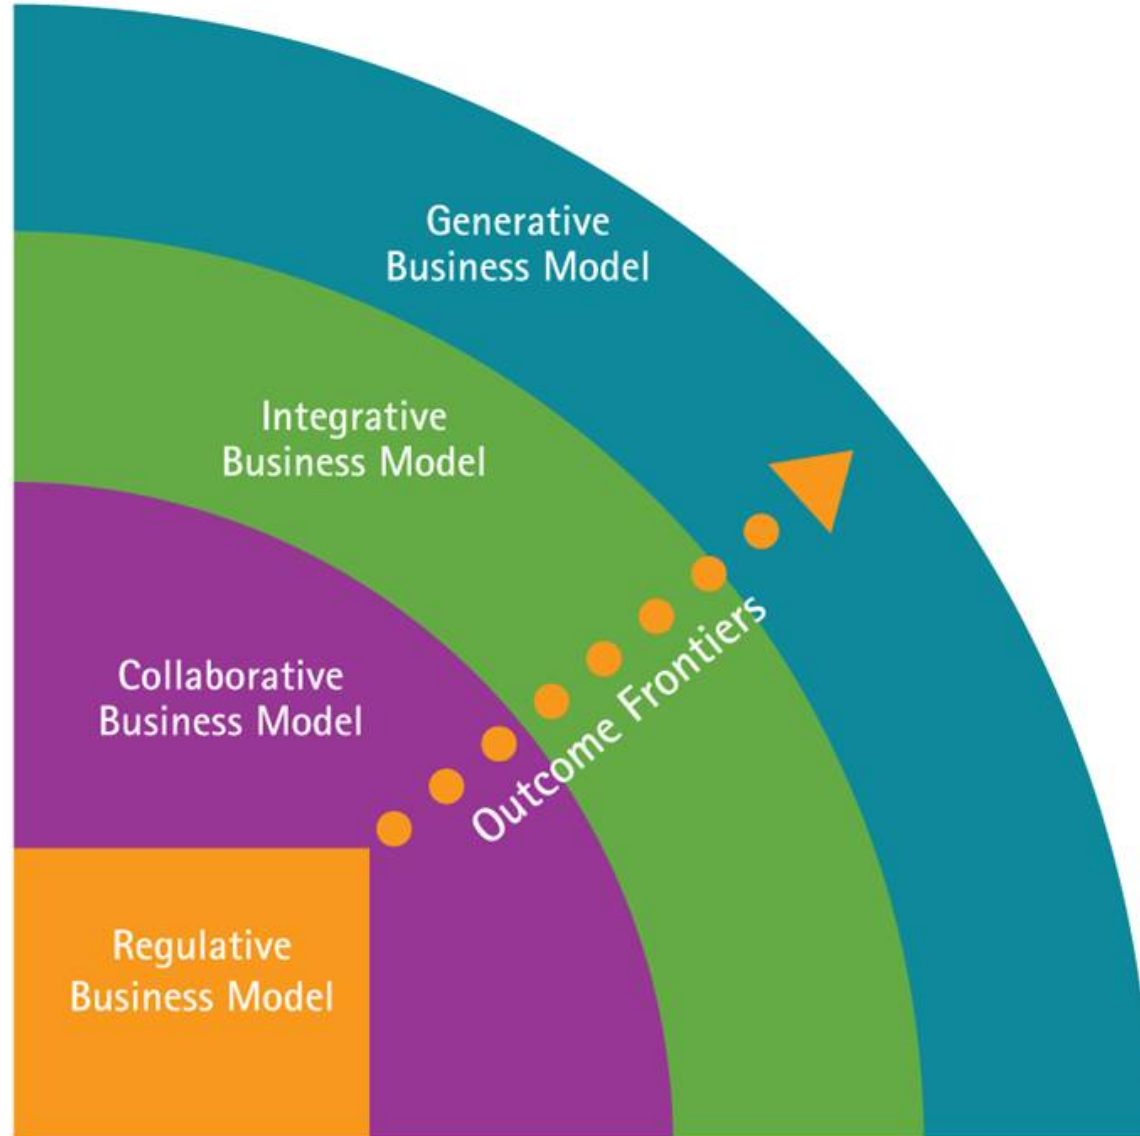 Generative
Business Model
Integrative
Business Model
Collaborative
Business Model
Outcome Frontiers
Regulative
Business Model